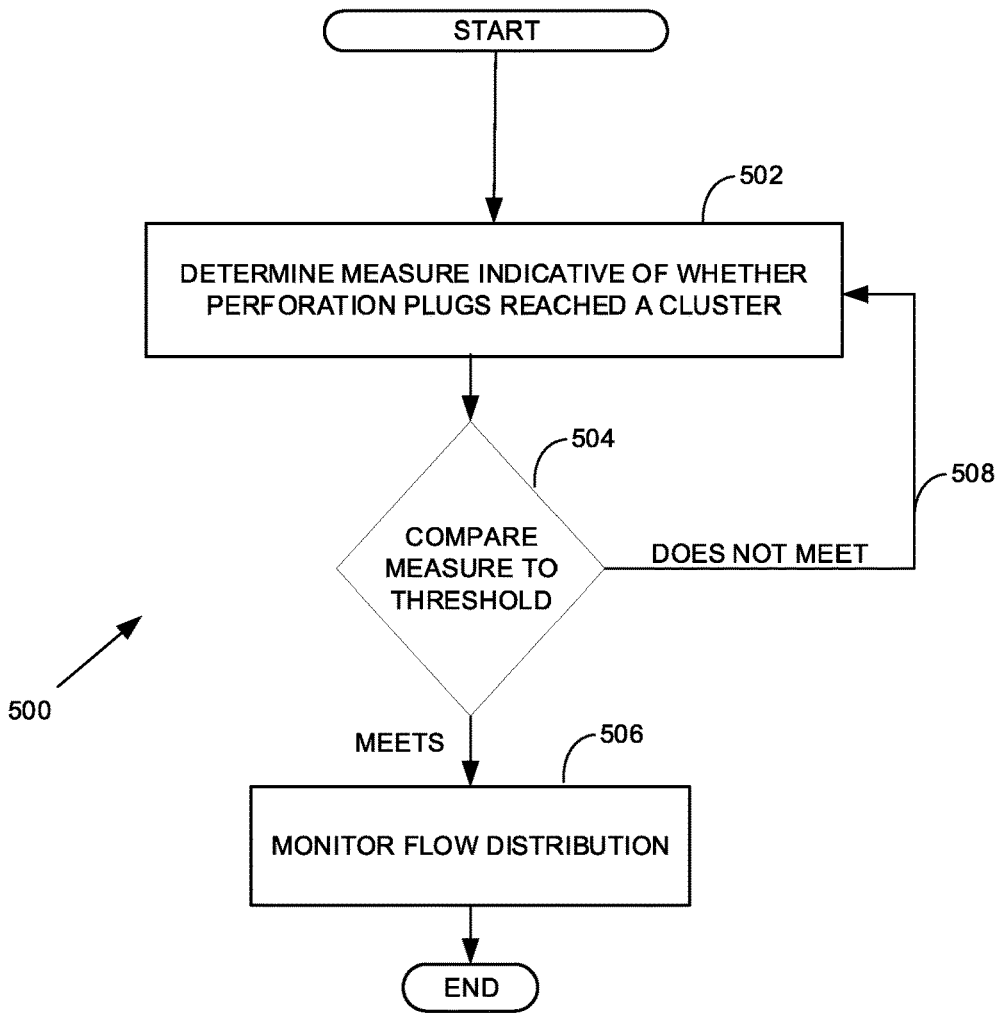 START
502
DETERMINE MEASURE INDICATIVE OF WHETHER
PERFORATION PLUGS REACHED A CLUSTER
504
508
COMPARE
MEASURE TO
THRESHOLD
DOES NOT MEET
500
MEETS
506
MONITOR FLOW DISTRIBUTION
END